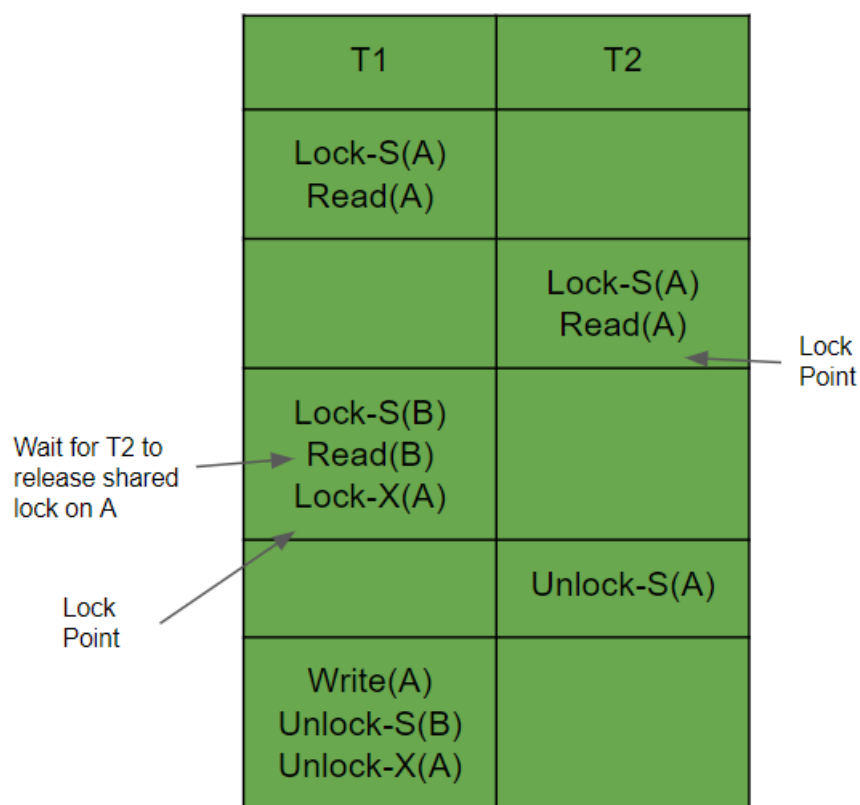 T1
T2
Lock-S(A)
Read(A)
Lock-S(A)
Read(A)
Lock
Point
Wait for T2 to
release shared
lock on A
Lock-S(B)
Read(B)
Lock-X(A)
Lock
Point
Unlock-S(A)
Write(A)
Unlock-S(B)
Unlock-X(A)